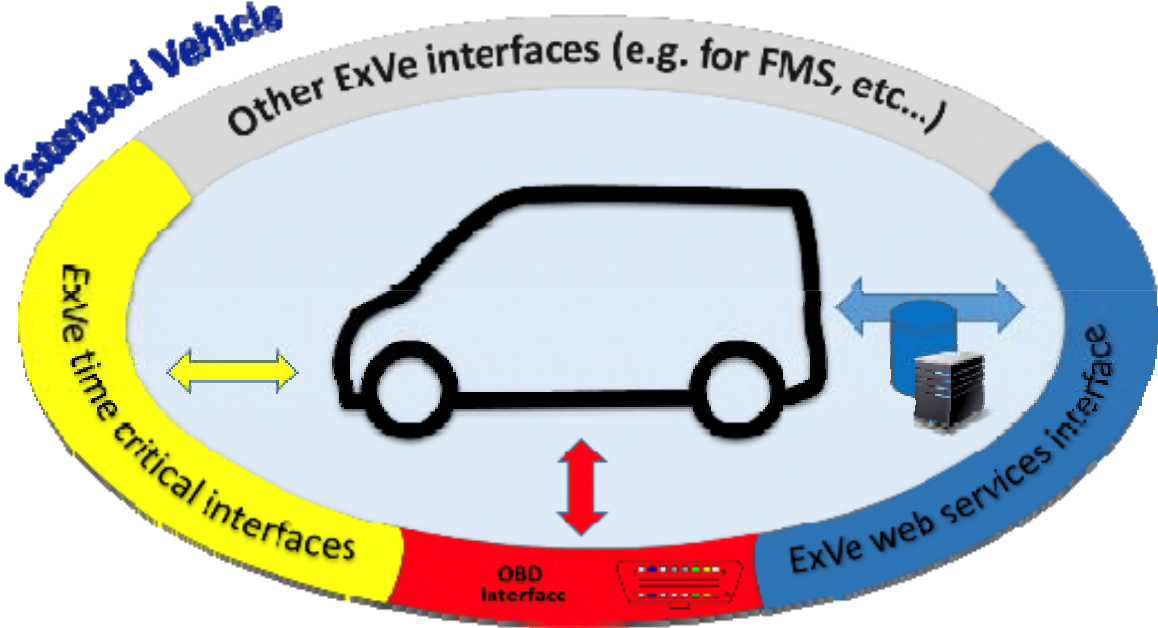 Extended Vehicle
Other ExVe interfaces (e.g. for FMS, etc...)
ExVe time critical interfaces
OBD
Interface
ExVe web services interface